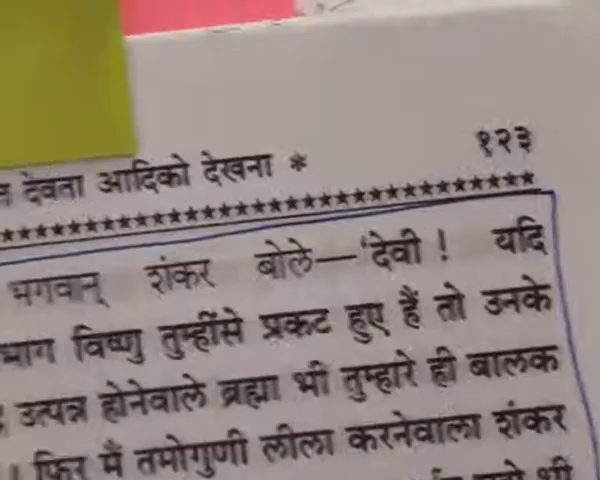 देवता आदिको देखना * १२३
भगवान् शंकर बोले—'देवी ! यदि
विष्णु तुम्हींसे प्रकट हुए हैं तो उनके
उत्पन्न होनेवाले ब्रह्मा भी तुम्हारे ही बालक
। फिर मैं तमोगुणी लीला करनेवाला शंकर